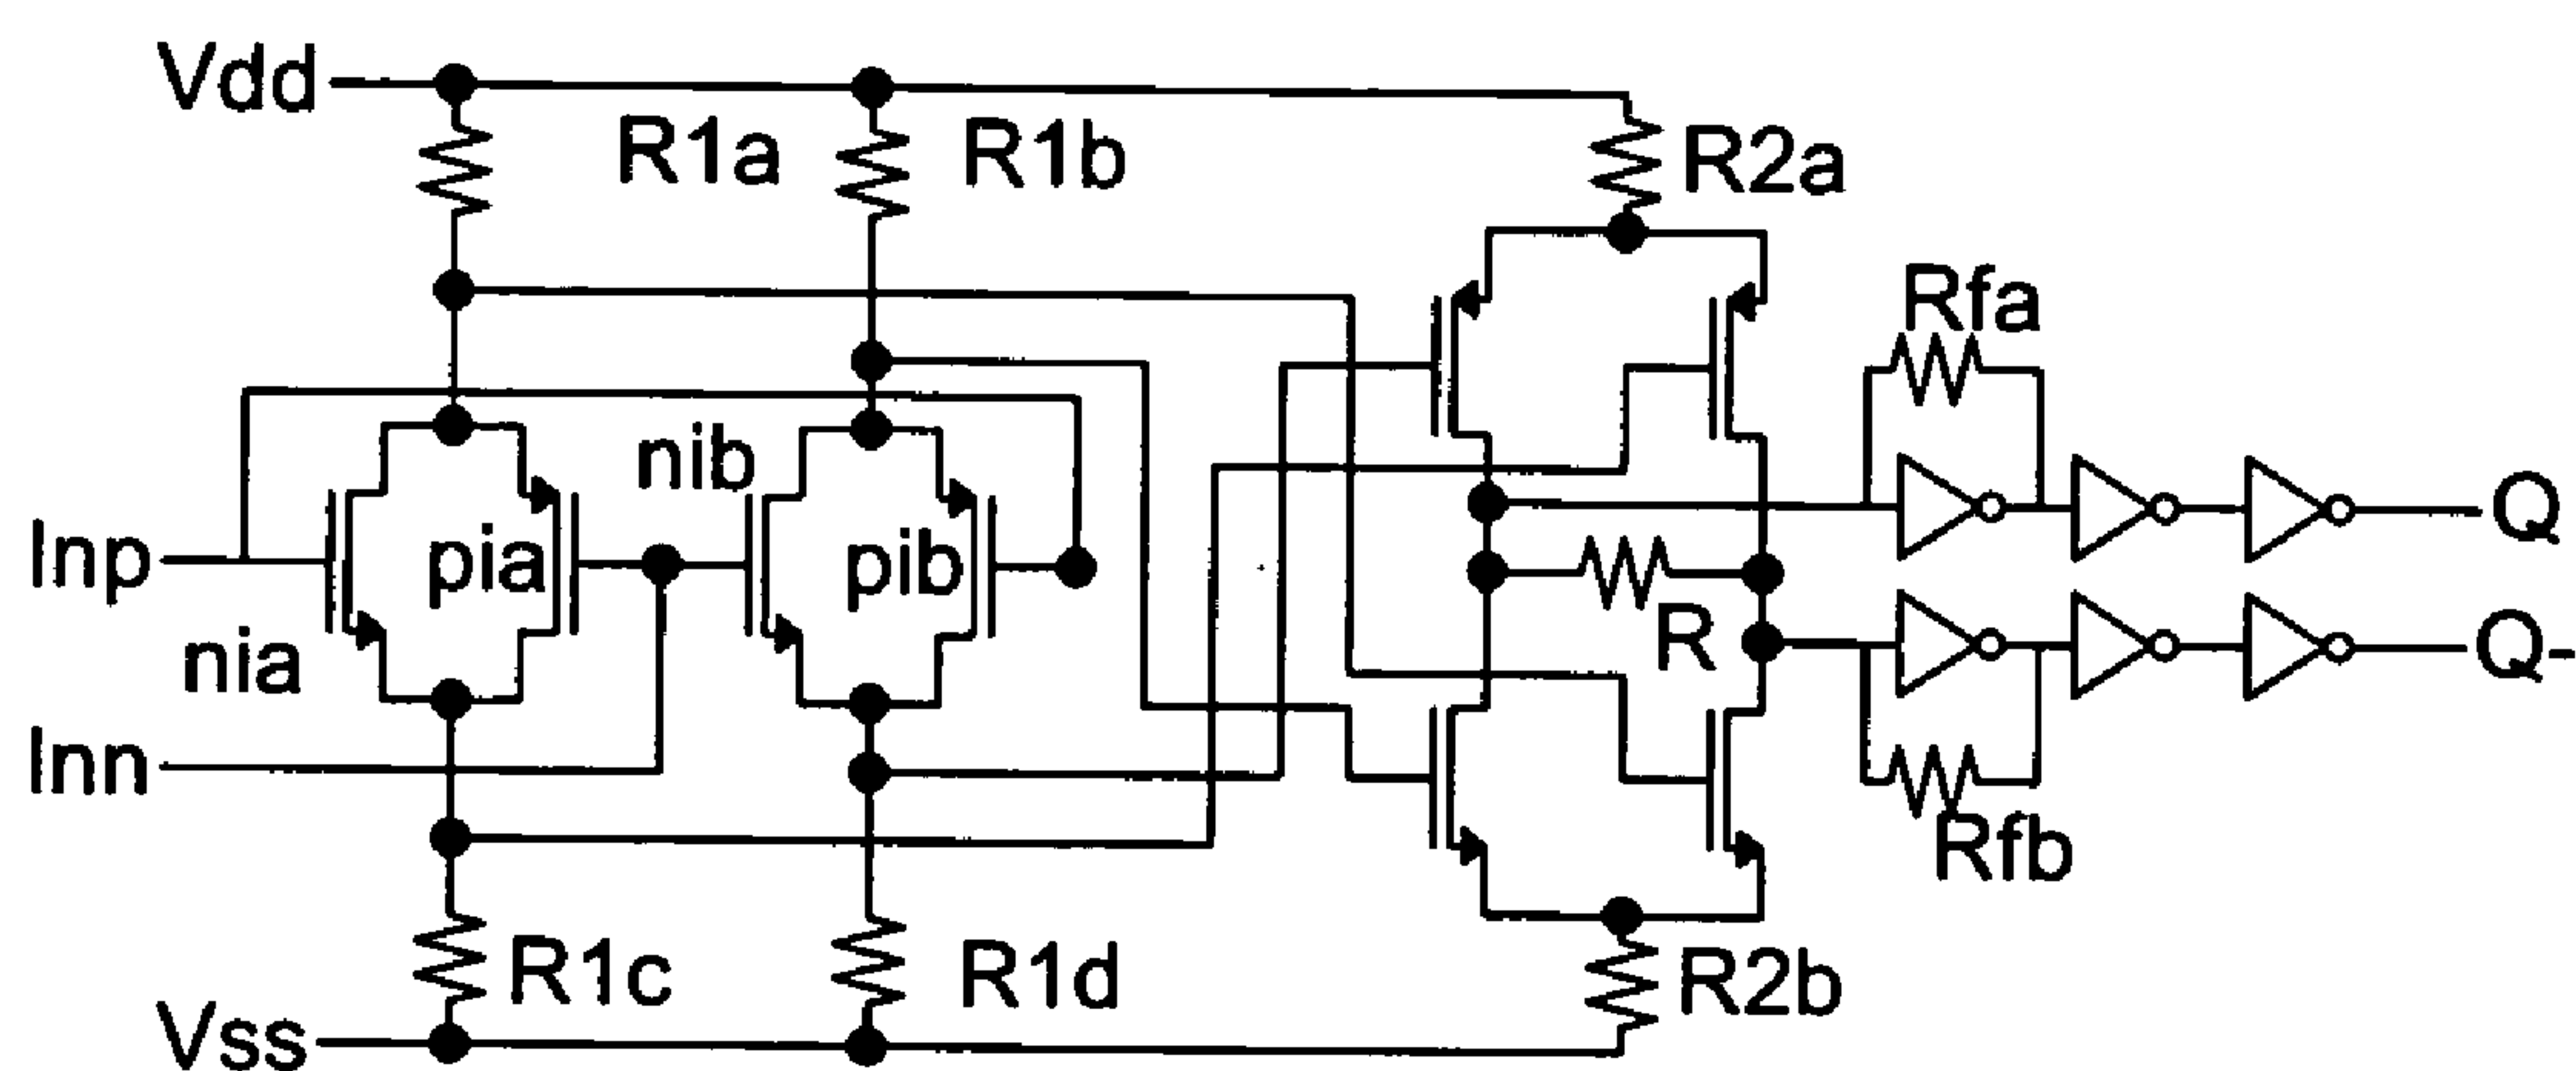 Vdd
R1a
R1b
R2a
Rfa
nib
Q
Inp
pia
pib
R
Q-
nia
Inn
Rfb
R1c
R1d
R2b
Vss